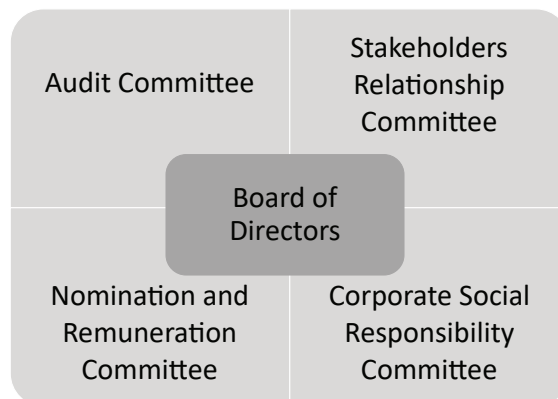 Audit Committee
Stakeholders
Relationship
Committee
Board of
Directors
Nomination and
Remuneration
Committee
Corporate Social
Responsibility
Committee